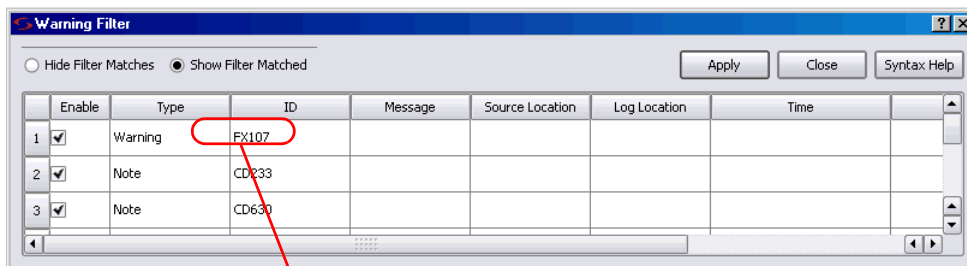 Warning Filter
Hide Filter Matches Show Filter Matched Apply Close Syntax Help
Enable Type ID Message Source Location Log Location Time
1 Warning FX107
2 Note CD233
3 Note CD630